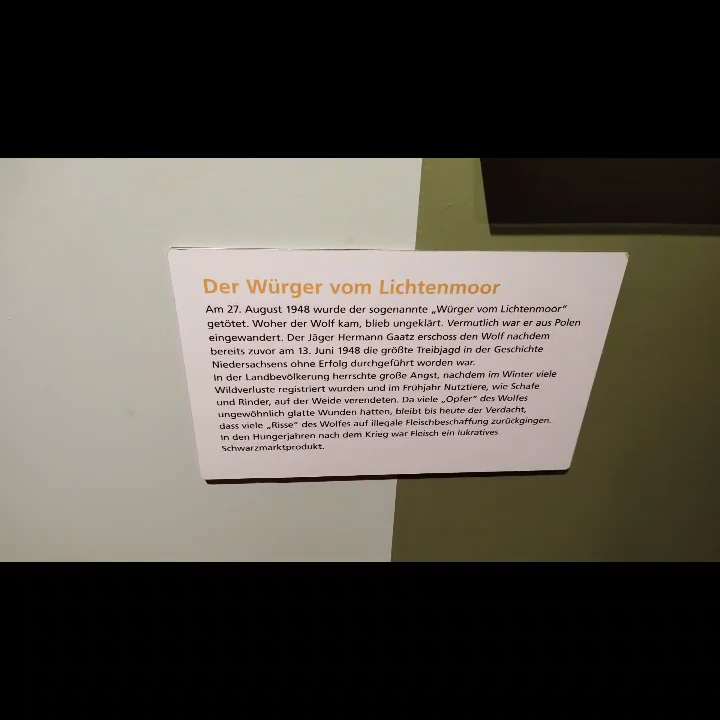 Der Würger vom Lichtenmoor
Am 27. August 1948 wurde der sogenannte „Würger vom Lichtenmoor“
getötet. Woher der Wolf kam, blieb ungeklärt. Vermutlich war er aus Polen
eingewandert. Der Jäger Hermann Gaatz erschoss den Wolf nachdem
bereits zuvor am 13. Juni 1948 die größte Treibjagd in der Geschichte
Niedersachsens ohne Erfolg durchgeführt worden war.
In der Landbevölkerung herrschte große Angst, nachdem im Winter viele
Wildverluste registriert wurden und im Frühjahr Nutztiere, wie Schafe
und Rinder, auf der Weide verendeten. Da viele „Opfer“ des Wolfes
ungewöhnlich glatte Wunden hatten, bleibt bis heute der Verdacht,
dass viele „Risse“ des Wolfes auf illegale Fleischbeschaffung zurückgingen.
In den Hungerjahren nach dem Krieg war Fleisch ein lukratives
Schwarzmarktprodukt.